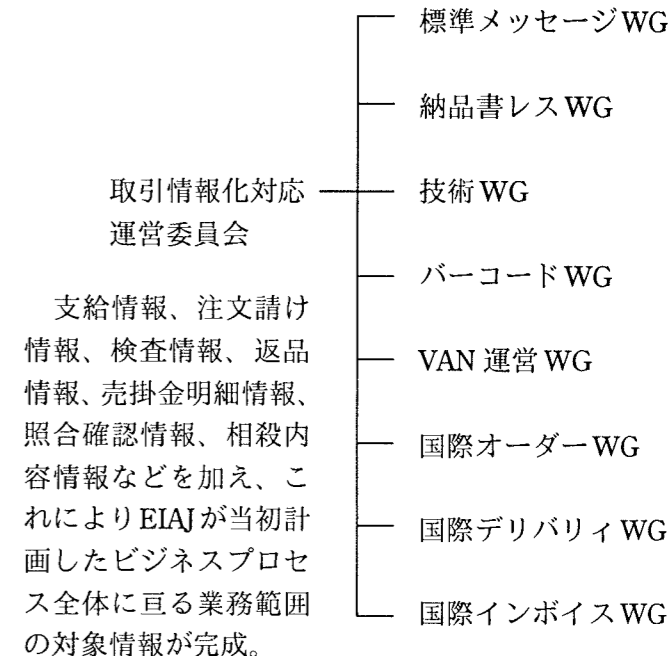 取引情報化対応
運営委員会
支給情報、注文請け
情報、検査情報、返品
情報、売掛金明細情報、
照合確認情報、相殺内
容情報などを加え、こ
れによりEIAJが当初計
画したビジネスプロセ
ス全体に亘る業務範囲
の対象情報が完成。
標準メッセージWG
納品書レスWG
技術WG
バーコードWG
VAN運営WG
国際オーダーWG
国際デリバリィWG
国際インボイスWG